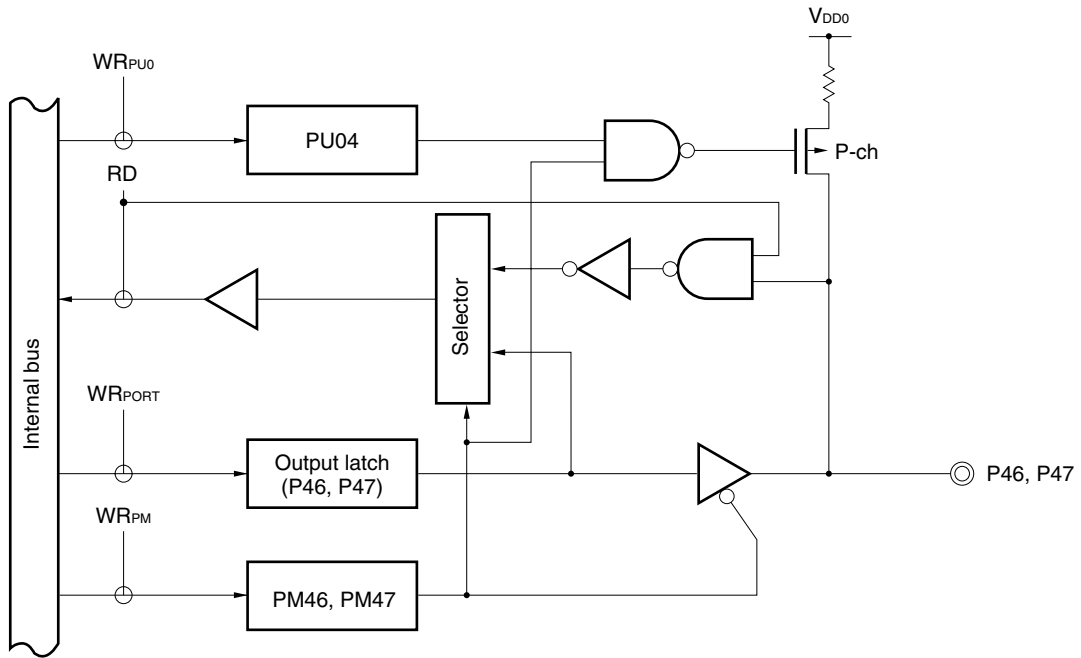 VDD0
WRPU0
PU04
P-ch
RD
Selector
Internal bus
WRPORT
Output latch
(P46, P47)
P46, P47
WRPM
PM46, PM47